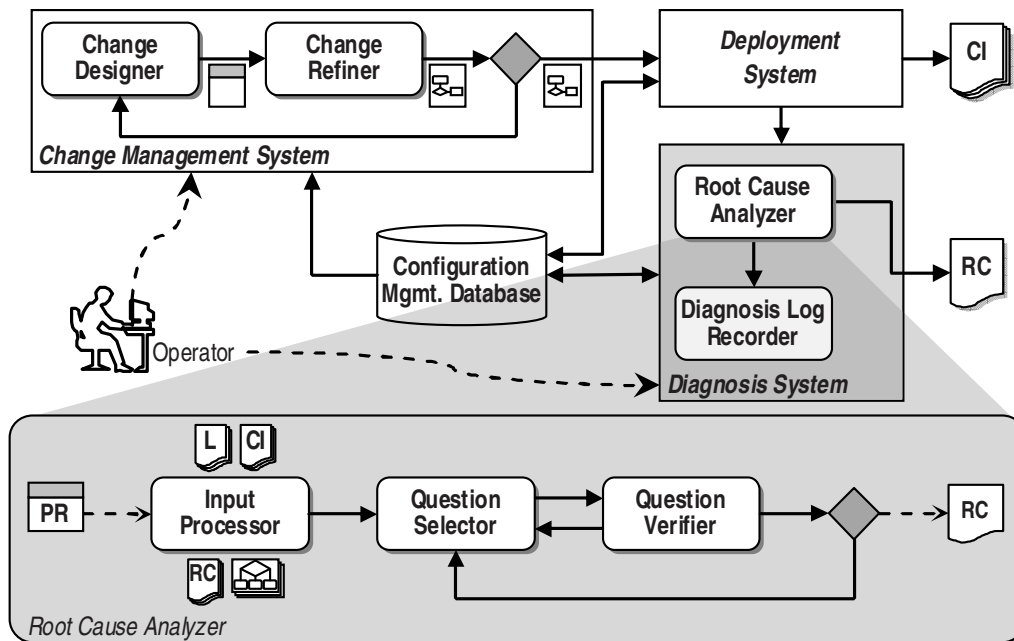 Change
Designer
Change
Refiner
Change Management System
Deployment
System
CI
Root Cause
Analyzer
RC
Configuration
Mgmt. Database
Diagnosis Log
Recorder
Diagnosis System
Operator
L
CI
PR
Input
Processor
RC
Question
Selector
Question
Verifier
RC
Root Cause Analyzer